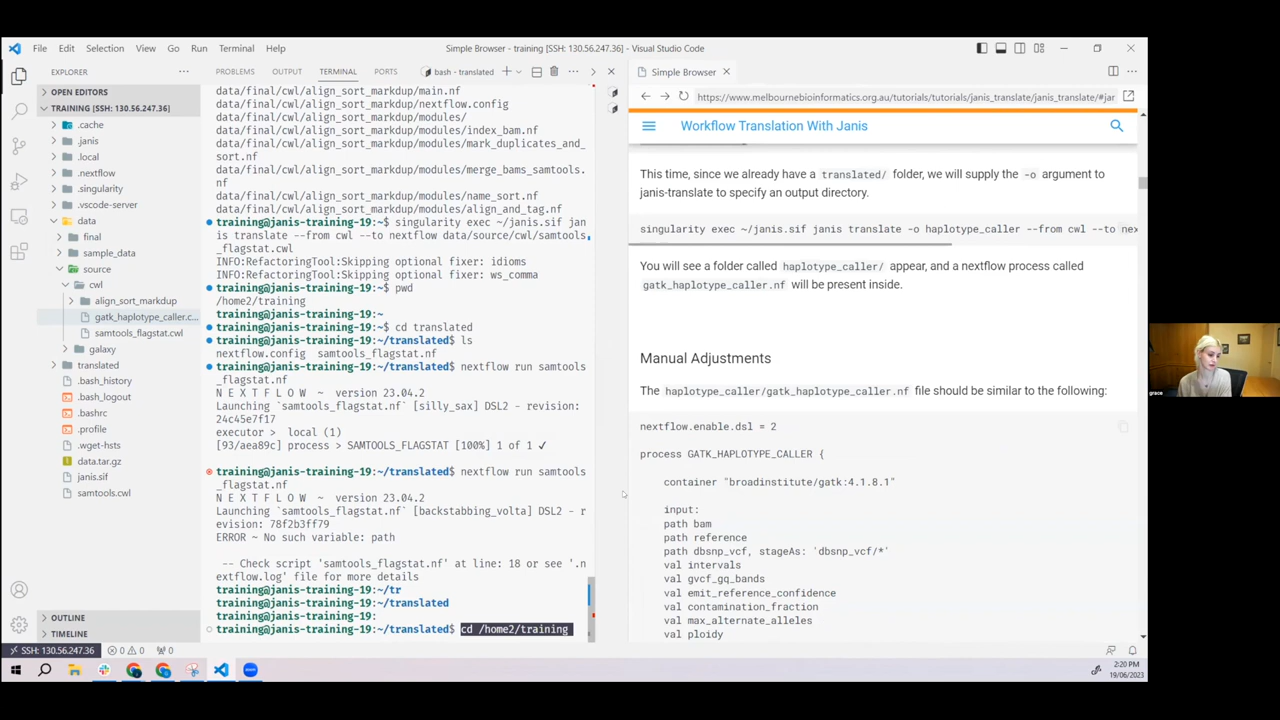 File Edit Selection View Go Run Terminal Help
Simple Browser - training [SSH: 130.56.247.36] - Visual Studio Code
EXPLORER
OPEN EDITORS
TRAINING [SSH: 130.56.247.36]
.cache
.janis
.local
.nextflow
.singularity
.vscode-server
data
final
sample_data
source
cwl
align_sort_markdup
gatk_haplotype_caller.c...
samtools_flagstat.cwl
galaxy
translated
.bash_history
.bash_logout
.bashrc
.profile
.wget-hsts
data.tar.gz
janis.sif
samtools.cwl
OUTLINE
TIMELINE
PROBLEMS OUTPUT TERMINAL PORTS
bash - translated
data/final/cwl/align_sort_markdup/main.nf
data/final/cwl/align_sort_markdup/nextflow.config
data/final/cwl/align_sort_markdup/modules/
data/final/cwl/align_sort_markdup/modules/index_bam.nf
data/final/cwl/align_sort_markdup/modules/mark_duplicates_and_
sort.nf
data/final/cwl/align_sort_markdup/modules/merge_bams_samtools.
nf
data/final/cwl/align_sort_markdup/modules/name_sort.nf
data/final/cwl/align_sort_markdup/modules/align_and_tag.nf
training@janis-training-19:~$ singularity exec ~/janis.sif jan
is translate --from cwl --to nextflow data/source/cwl/samtools
_flagstat.cwl
INFO:RefactoringTool:Skipping optional fixer: idioms
INFO:RefactoringTool:Skipping optional fixer: ws_comma
training@janis-training-19:~$ pwd
/home2/training
training@janis-training-19:~
training@janis-training-19:~$ cd translated
training@janis-training-19:~/translated$ ls
nextflow.config samtools_flagstat.nf
training@janis-training-19:~/translated$ nextflow run samtools
_flagstat.nf
N E X T F L O W ~ version 23.04.2
Launching `samtools_flagstat.nf` [silly_sax] DSL2 - revision:
24c45e7f17
executor > local (1)
[93/aea89c] process > SAMTOOLS_FLAGSTAT [100%] 1 of 1 ✓
training@janis-training-19:~/translated$ nextflow run samtools
_flagstat.nf
N E X T F L O W ~ version 23.04.2
Launching `samtools_flagstat.nf` [backstabbing_volta] DSL2 - r
evision: 78f2b3ff79
ERROR ~ No such variable: path
-- Check script 'samtools_flagstat.nf' at line: 18 or see '.n
extflow.log' file for more details
training@janis-training-19:~/tr
training@janis-training-19:~/translated
training@janis-training-19:
training@janis-training-19:~/translated$ cd /home2/training
Simple Browser
https://www.melbournebioinformatics.org.au/tutorials/tutorials/janis_translate/janis_translate/#jar
Workflow Translation With Janis
This time, since we already have a translated/ folder, we will supply the -o argument to
janis-translate to specify an output directory.
singularity exec ~/janis.sif janis translate -o haplotype_caller --from cwl --to nex
You will see a folder called haplotype_caller/ appear, and a nextflow process called
gatk_haplotype_caller.nf will be present inside.
Manual Adjustments
The haplotype_caller/gatk_haplotype_caller.nf file should be similar to the following:
nextflow.enable.dsl = 2
process GATK_HAPLOTYPE_CALLER {
container "broadinstitute/gatk:4.1.8.1"
input:
path bam
path reference
path dbsnp_vcf, stageAs: 'dbsnp_vcf/*'
val intervals
val gvcf_gq_bands
val emit_reference_confidence
val contamination_fraction
val max_alternate_alleles
val ploidy
SSH: 130.56.247.36 0 0 0
2:20 PM
19/06/2023
grace